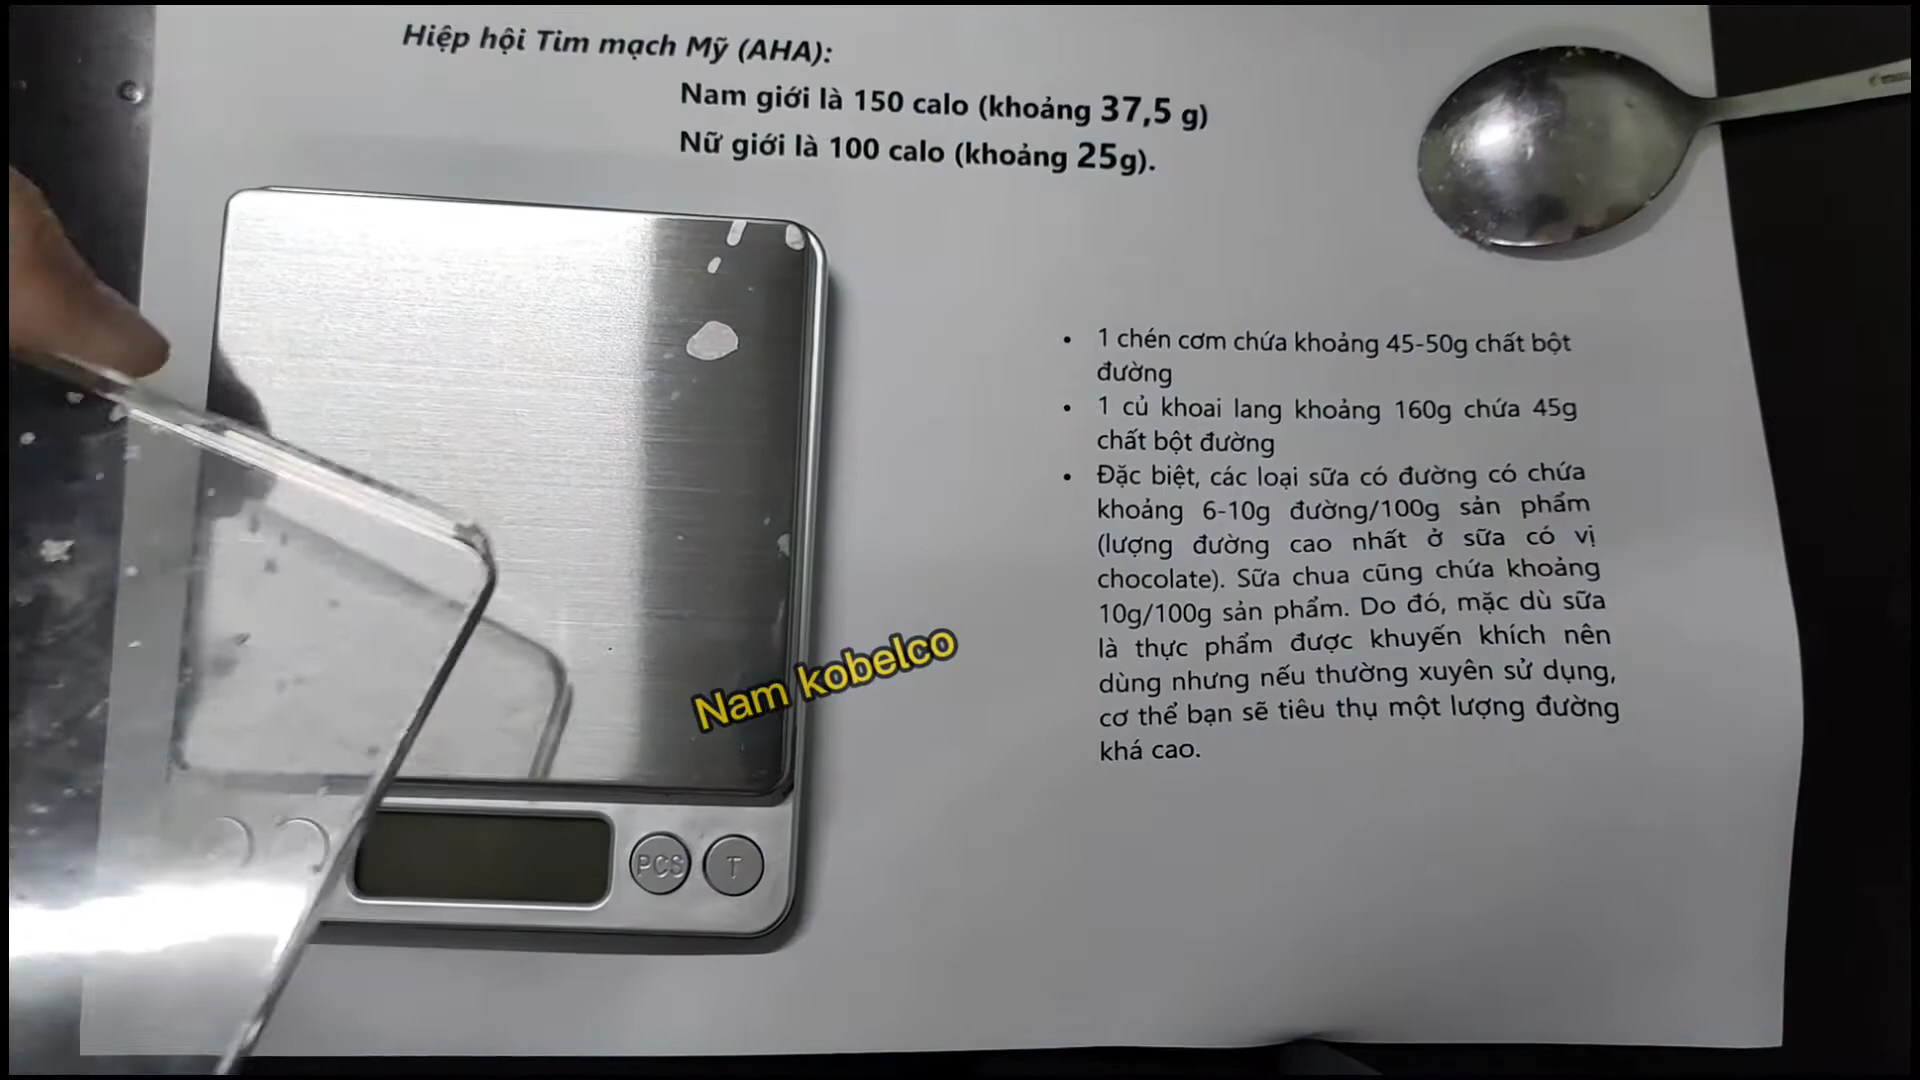 Hiệp hội Tim mạch Mỹ (AHA):
Nam giới là 150 calo (khoảng 37,5 g)
Nữ giới là 100 calo (khoảng 25g).
• 1 chén cơm chứa khoảng 45-50g chất bột
đường
• 1 củ khoai lang khoảng 160g chứa 45g
chất bột đường
• Đặc biệt, các loại sữa có đường có chứa
khoảng 6-10g đường/100g sản phẩm
(lượng đường cao nhất ở sữa có vị
chocolate). Sữa chua cũng chứa khoảng
10g/100g sản phẩm. Do đó, mặc dù sữa
là thực phẩm được khuyến khích nên
dùng nhưng nếu thường xuyên sử dụng,
cơ thể bạn sẽ tiêu thụ một lượng đường
khá cao.
Nam kobelco
PCS
T